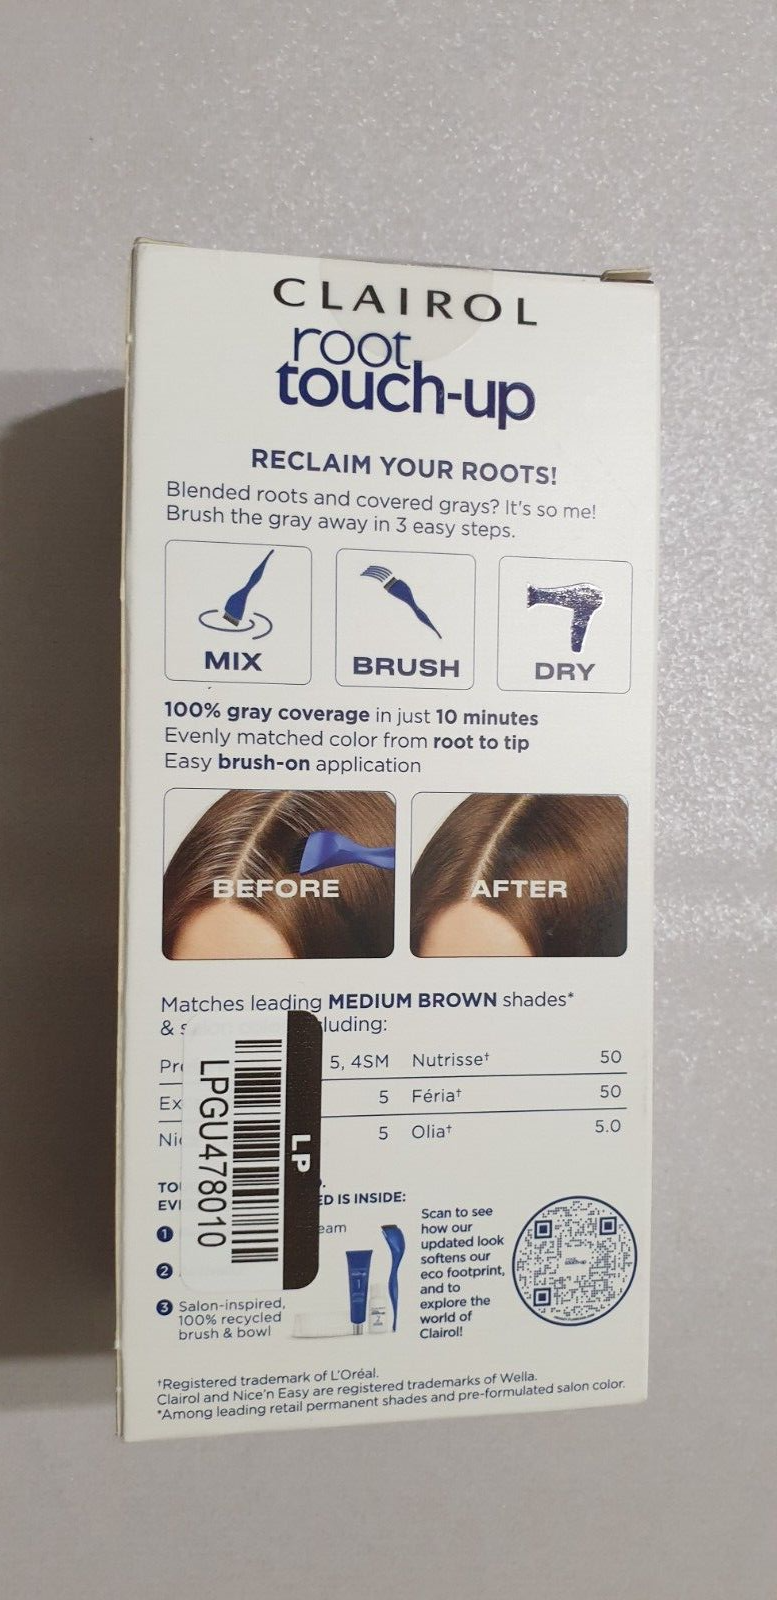 CLAIROL
root
touch-up
RECLAIM YOUR ROOTS!
Blended roots and covered grays? It's so me!
Brush the gray away in 3 easy steps.
MIX
BRUSH
DRY
100% gray coverage in just 10 minutes
Evenly matched color from root to tip
Easy brush-on application
BEFORE
AFTER
Matches leading MEDIUM BROWN shades*
&
5, 4SM Nutrisse† 50
5 Féria† 50
5 Olia† 5.0
LP
LPGU478010
IS INSIDE:
1
2
3 Salon-inspired,
100% recycled
brush & bowl
Scan to see
how our
updated look
softens our
eco footprint,
and to
explore the
world of
Clairol!
†Registered trademark of L'Oréal.
Clairol and Nice'n Easy are registered trademarks of Wella.
*Among leading retail permanent shades and pre-formulated salon color.